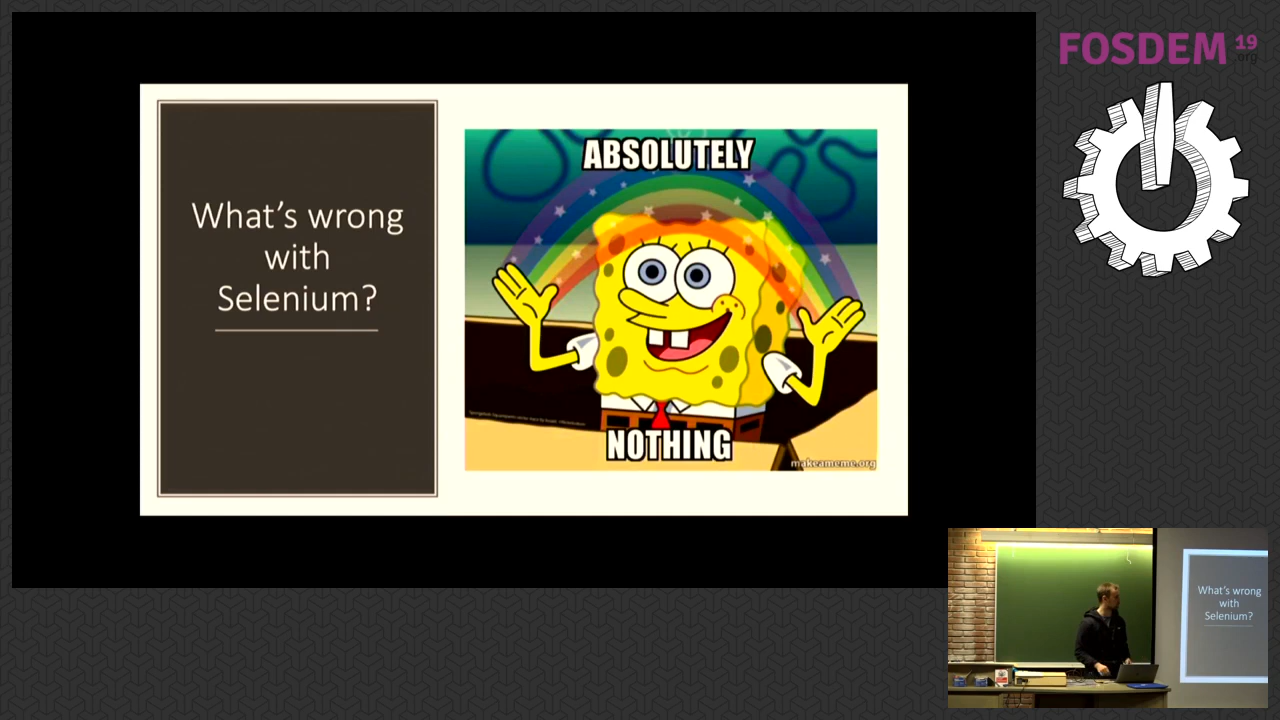 FOSDEM 19
.org
What's wrong
with
Selenium?
ABSOLUTELY
NOTHING
makeameme.org
What's wrong
with
Selenium?